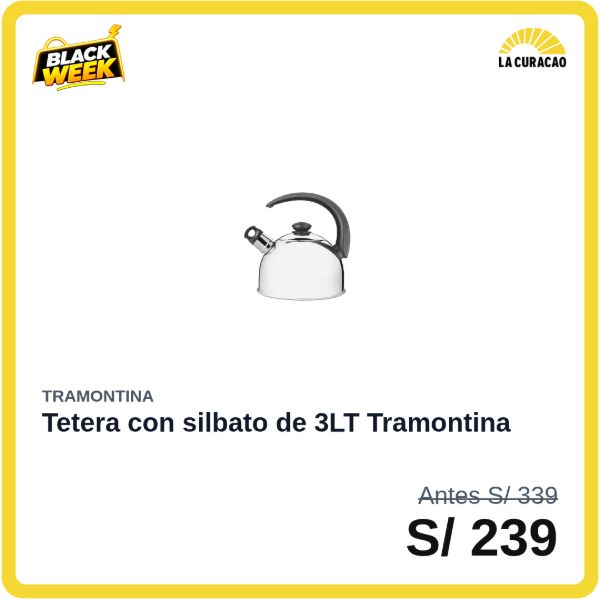 BLACK
WEEK
LA CURACAO
TRAMONTINA
Tetera con silbato de 3LT Tramontina
Antes S/ 339
S/ 239